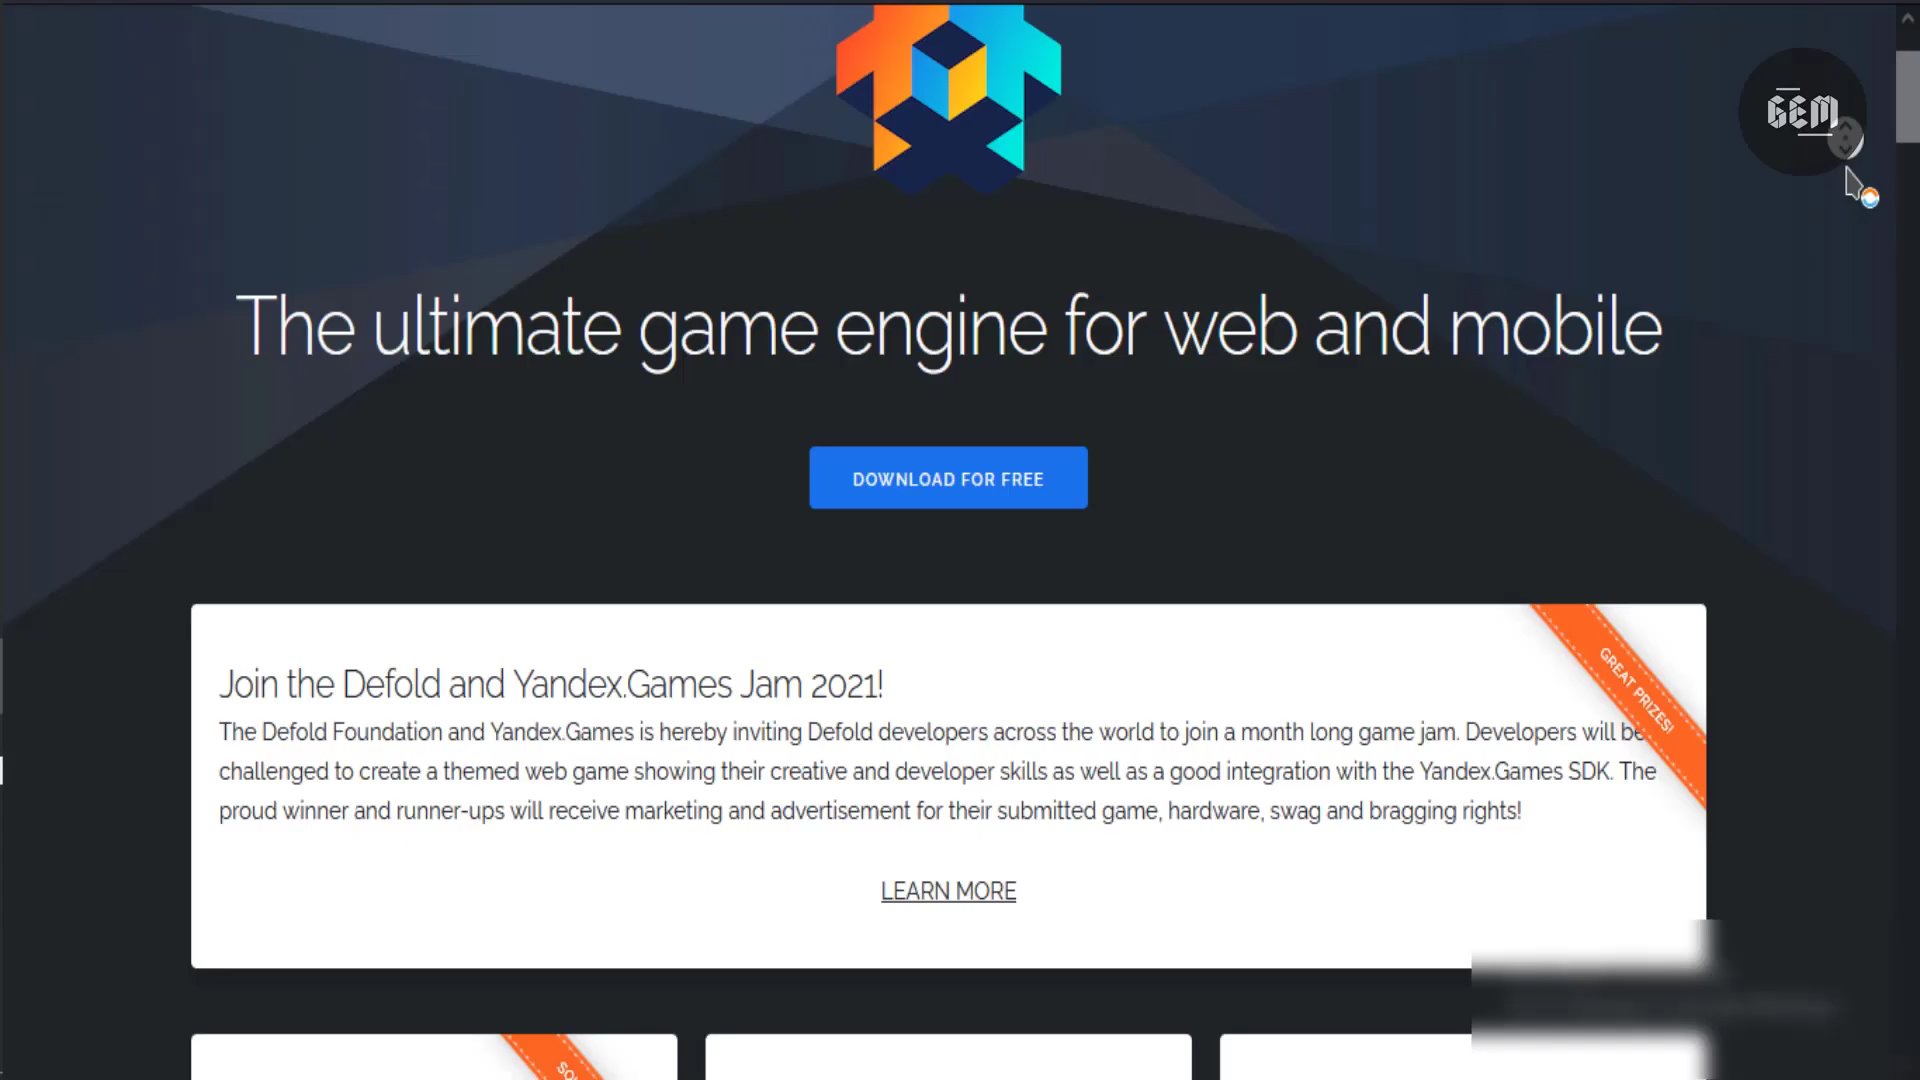 GEM
The ultimate game engine for web and mobile
DOWNLOAD FOR FREE
GREAT PRIZES!
Join the Defold and Yandex.Games Jam 2021!
The Defold Foundation and Yandex.Games is hereby inviting Defold developers across the world to join a month long game jam. Developers will be
challenged to create a themed web game showing their creative and developer skills as well as a good integration with the Yandex.Games SDK. The
proud winner and runner-ups will receive marketing and advertisement for their submitted game, hardware, swag and bragging rights!
LEARN MORE